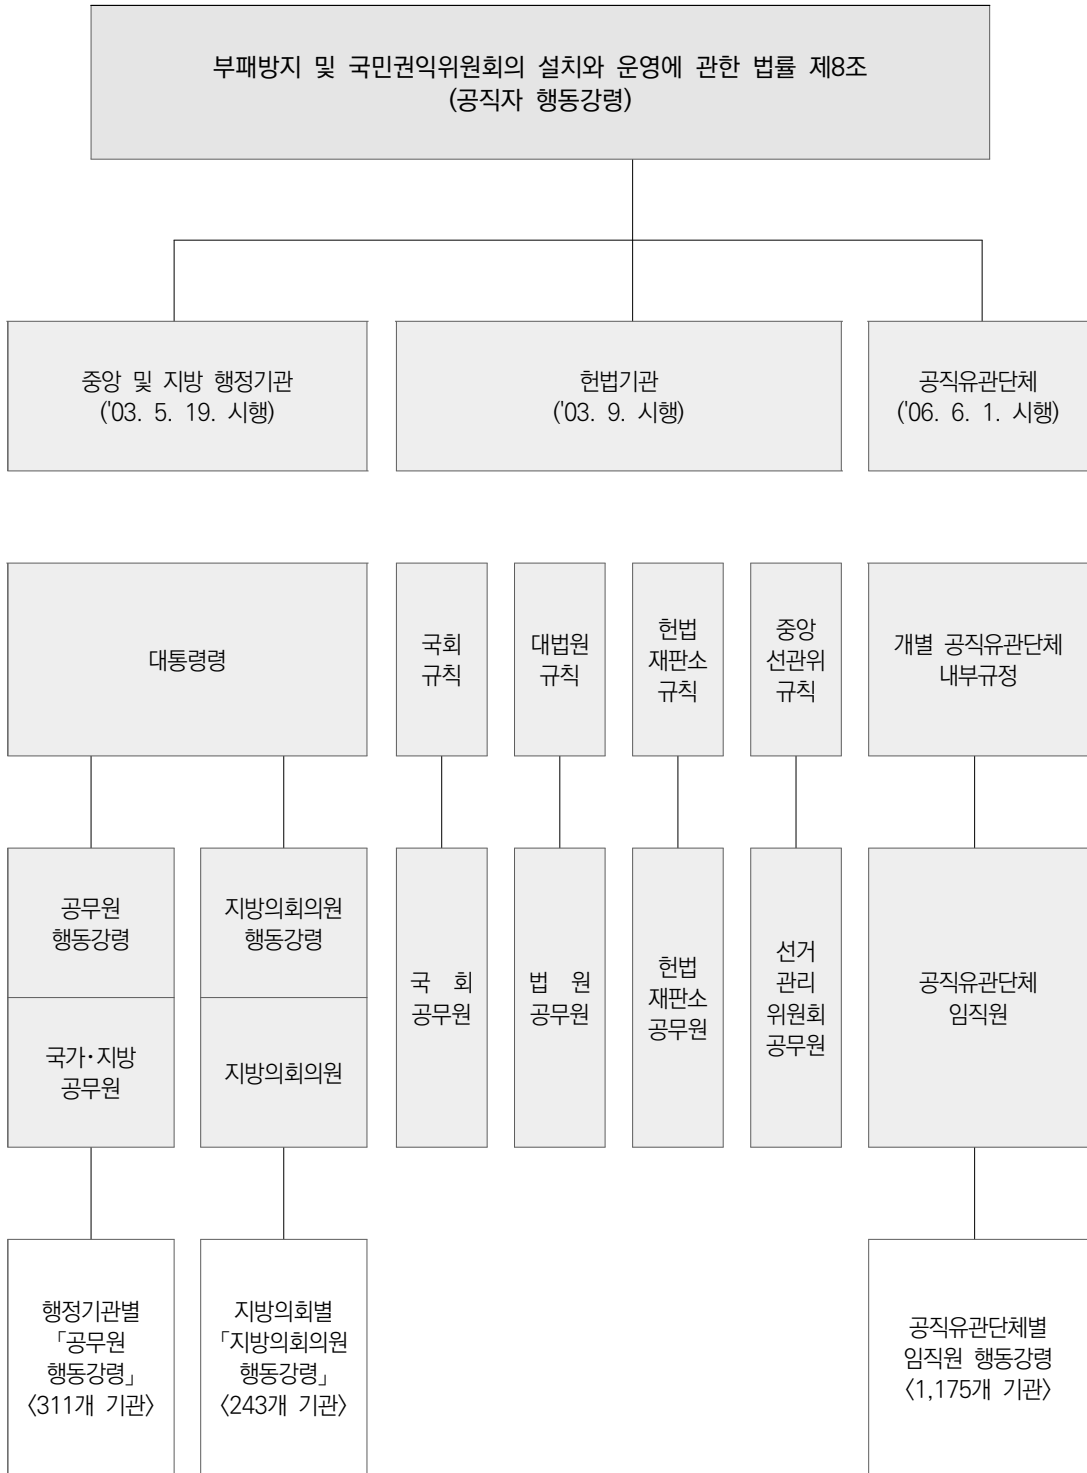 부패방지 및 국민권익위원회의 설치와 운영에 관한 법률 제8조
(공직자 행동강령)
중앙 및 지방 행정기관
('03. 5. 19. 시행)
헌법기관
('03. 9. 시행)
공직유관단체
('06. 6. 1. 시행)
대통령령
국회
규칙
대법원
규칙
헌법
재판소
규칙
중앙
선관위
규칙
개별 공직유관단체
내부규정
공무원
행동강령
지방의회의원
행동강령
국가·지방
공무원
지방의회의원
국 회
공무원
법 원
공무원
헌법
재판소
공무원
선거
관리
위원회
공무원
공직유관단체
임직원
행정기관별
「공무원
행동강령」
〈311개 기관〉
지방의회별
「지방의회의원
행동강령」
〈243개 기관〉
공직유관단체별
임직원 행동강령
〈1,175개 기관〉